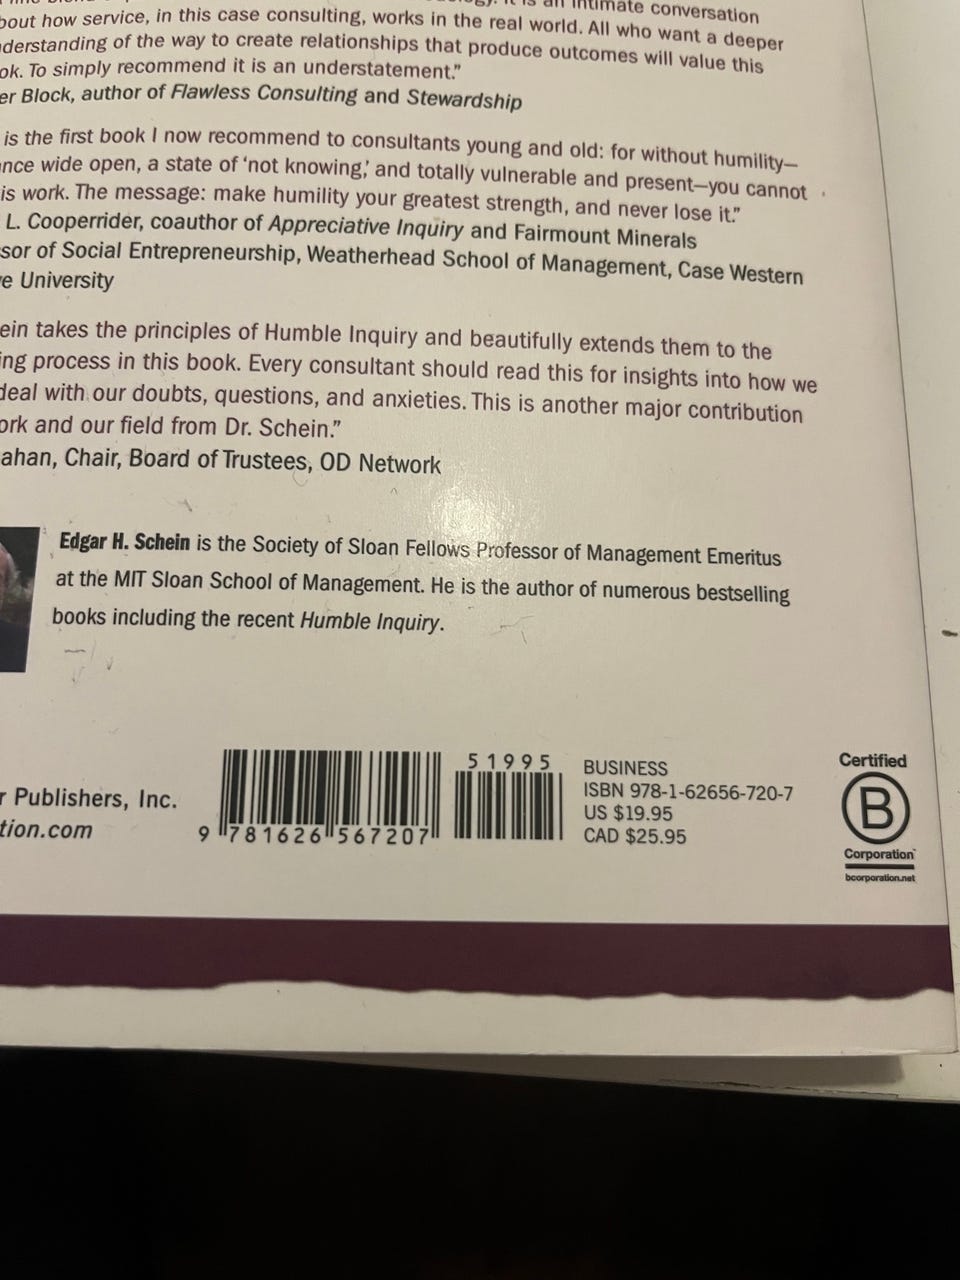 It is an intimate conversation
bout how service, in this case consulting, works in the real world. All who want a deeper
nderstanding of the way to create relationships that produce outcomes will value this
ok. To simply recommend it is an understatement.”
er Block, author of Flawless Consulting and Stewardship
is the first book I now recommend to consultants young and old: for without humility—
nce wide open, a state of ‘not knowing,’ and totally vulnerable and present—you cannot
is work. The message: make humility your greatest strength, and never lose it.”
L. Cooperrider, coauthor of Appreciative Inquiry and Fairmount Minerals
sor of Social Entrepreneurship, Weatherhead School of Management, Case Western
e University
ein takes the principles of Humble Inquiry and beautifully extends them to the
ing process in this book. Every consultant should read this for insights into how we
deal with our doubts, questions, and anxieties. This is another major contribution
ork and our field from Dr. Schein.”
ahan, Chair, Board of Trustees, OD Network
Edgar H. Schein is the Society of Sloan Fellows Professor of Management Emeritus
at the MIT Sloan School of Management. He is the author of numerous bestselling
books including the recent Humble Inquiry.
r Publishers, Inc.
tion.com
9 781626 567207
51995
BUSINESS
ISBN 978-1-62656-720-7
US $19.95
CAD $25.95
Certified
B
Corporation
bcorporation.net